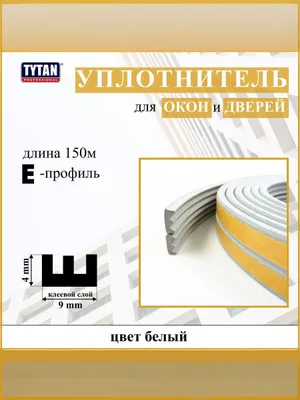 TYTAN
PROFESSIONAL
УПЛОТНИТЕЛЬ
для ОКОН и ДВЕРЕЙ
длина 150м
E -профиль
4 mm
клеевой слой
9 mm
цвет белый